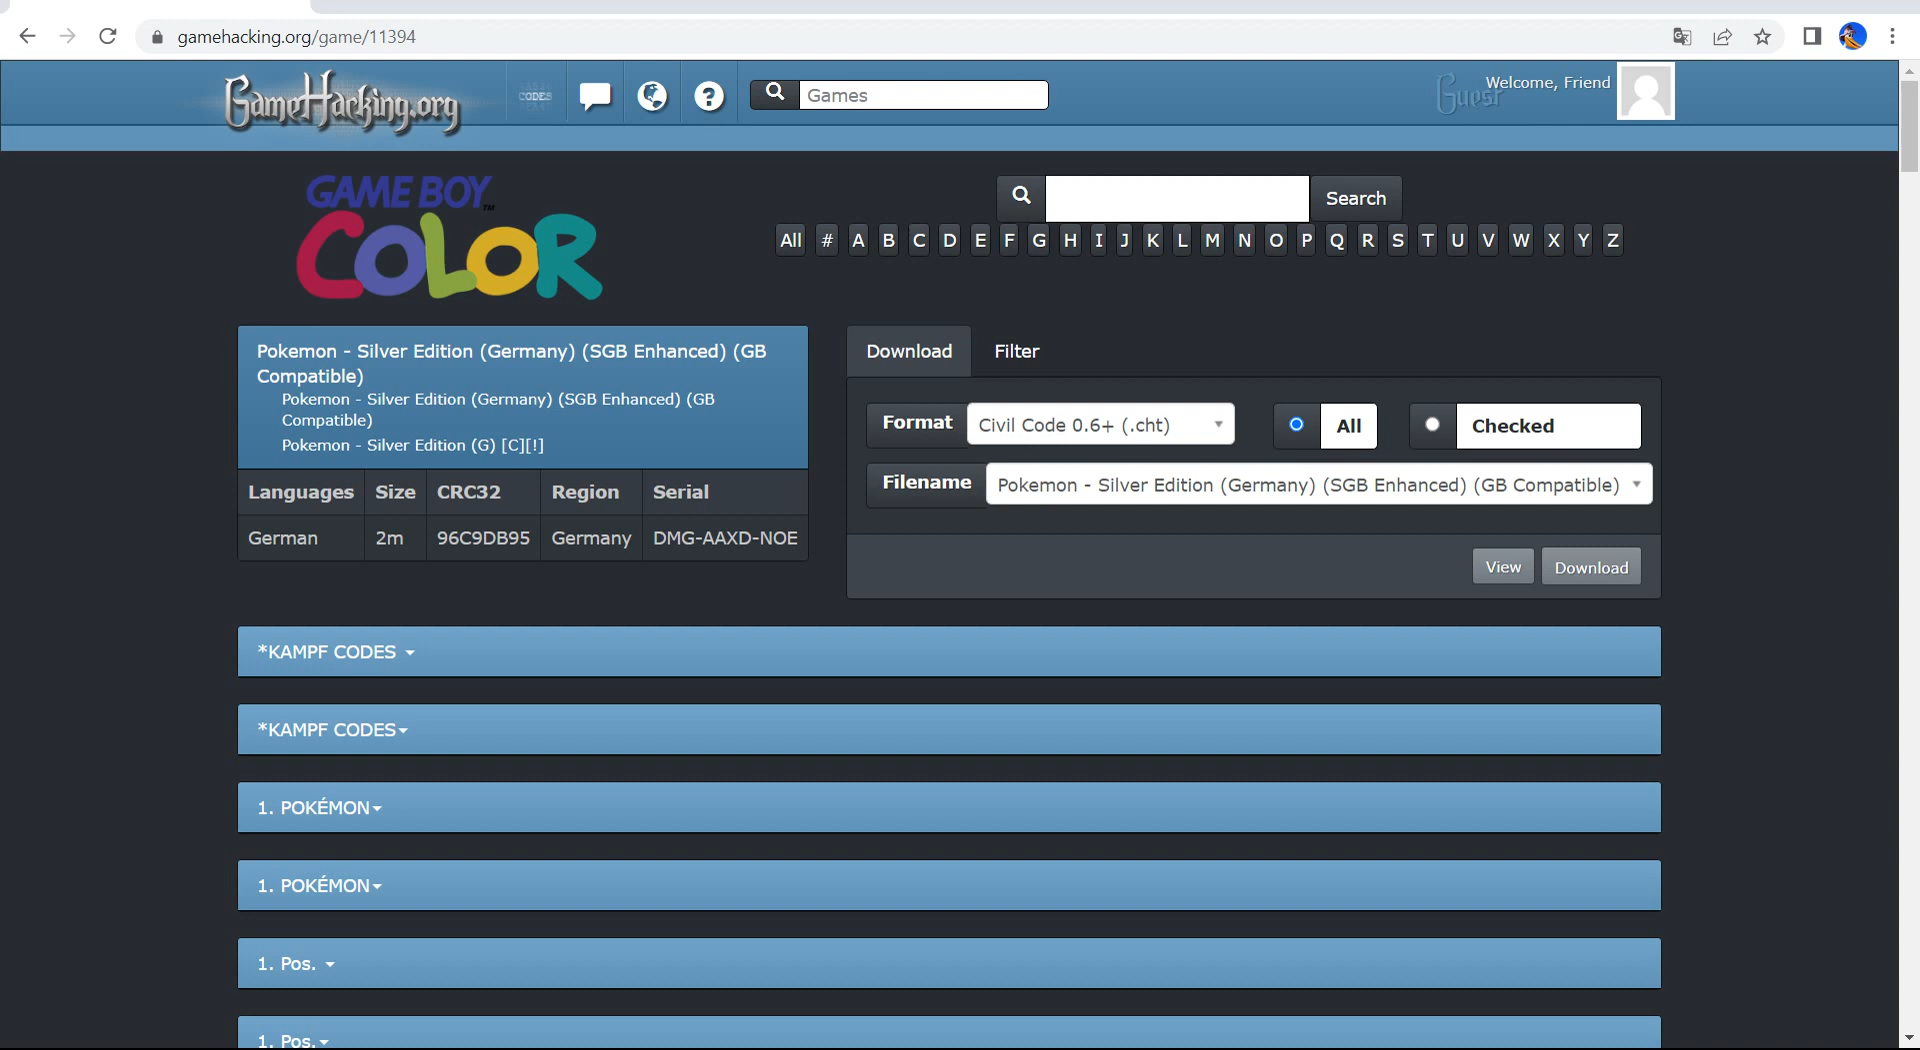 gamehacking.org/game/11394
GameHacking.org
CODES
?
Games
Guest
Welcome, Friend
GAME BOY™
COLOR
Search
All # A B C D E F G H I J K L M N O P Q R S T U V W X Y Z
Pokemon - Silver Edition (Germany) (SGB Enhanced) (GB
Compatible)
Pokemon - Silver Edition (Germany) (SGB Enhanced) (GB
Compatible)
Pokemon - Silver Edition (G) [C][!]
Languages Size CRC32 Region Serial
German 2m 96C9DB95 Germany DMG-AAXD-NOE
Download Filter
Format Civil Code 0.6+ (.cht) All Checked
Filename Pokemon - Silver Edition (Germany) (SGB Enhanced) (GB Compatible)
View Download
*KAMPF CODES
*KAMPF CODES
1. POKÉMON
1. POKÉMON
1. Pos.
1. Pos.